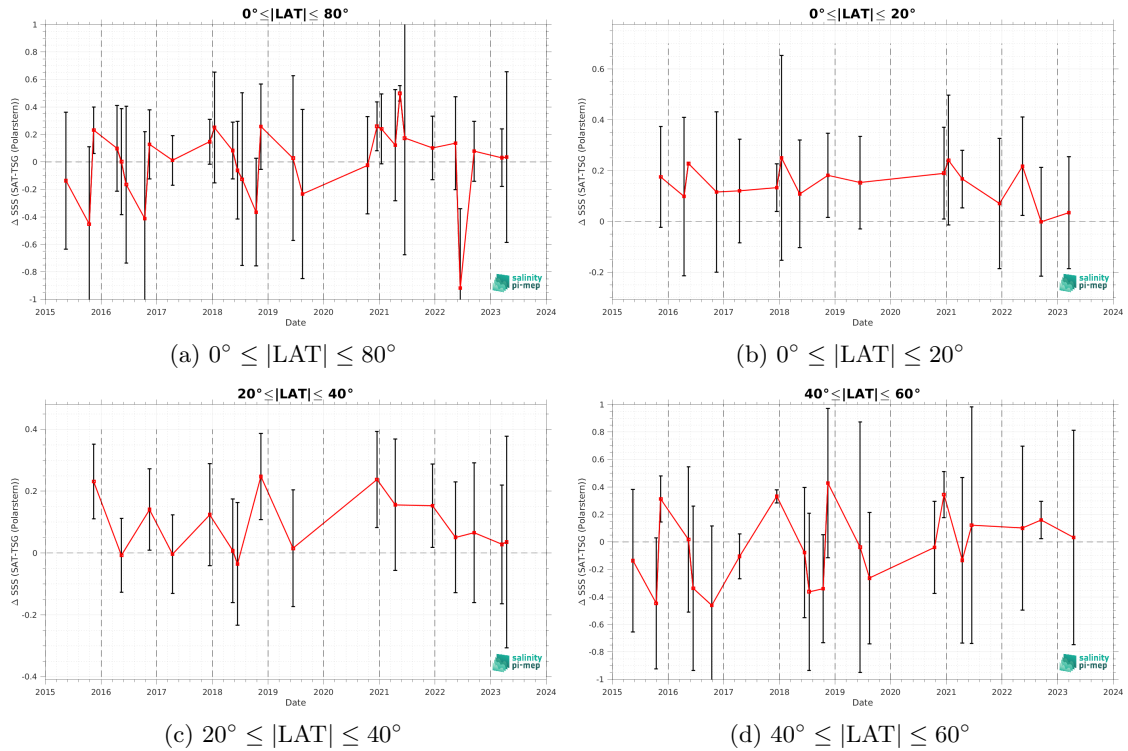 0°≤|LAT|≤ 80°
Δ SSS (SAT-TSG (Polarstern))
1
0.8
0.6
0.4
0.2
0
-0.2
-0.4
-0.6
-0.8
-1
2015 2016 2017 2018 2019 2020 2021 2022 2023 2024
Date
salinity
pi-mep
(a) 0° ≤ |LAT| ≤ 80°
0°≤|LAT|≤ 20°
Δ SSS (SAT-TSG (Polarstern))
0.6
0.4
0.2
0
-0.2
2015 2016 2017 2018 2019 2020 2021 2022 2023 2024
Date
salinity
pi-mep
(b) 0° ≤ |LAT| ≤ 20°
20°≤|LAT|≤ 40°
Δ SSS (SAT-TSG (Polarstern))
0.4
0.2
0
-0.2
-0.4
2015 2016 2017 2018 2019 2020 2021 2022 2023 2024
Date
salinity
pi-mep
(c) 20° ≤ |LAT| ≤ 40°
40°≤|LAT|≤ 60°
Δ SSS (SAT-TSG (Polarstern))
1
0.8
0.6
0.4
0.2
0
-0.2
-0.4
-0.6
-0.8
-1
2015 2016 2017 2018 2019 2020 2021 2022 2023 2024
Date
salinity
pi-mep
(d) 40° ≤ |LAT| ≤ 60°